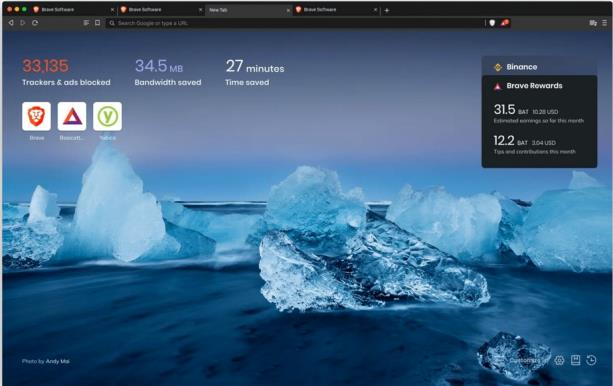 Brave Software
Brave Software
New Tab
Brave Software
Search Google or type a URL
33,135
Trackers & ads blocked
34.5 MB
Bandwidth saved
27 minutes
Time saved
Brave
Basicatt...
Yubico
Binance
Brave Rewards
31.5 BAT 10.28 USD
Estimated earnings so far this month
12.2 BAT 3.04 USD
Tips and contributions this month
Photo by Andy Mai
Customize